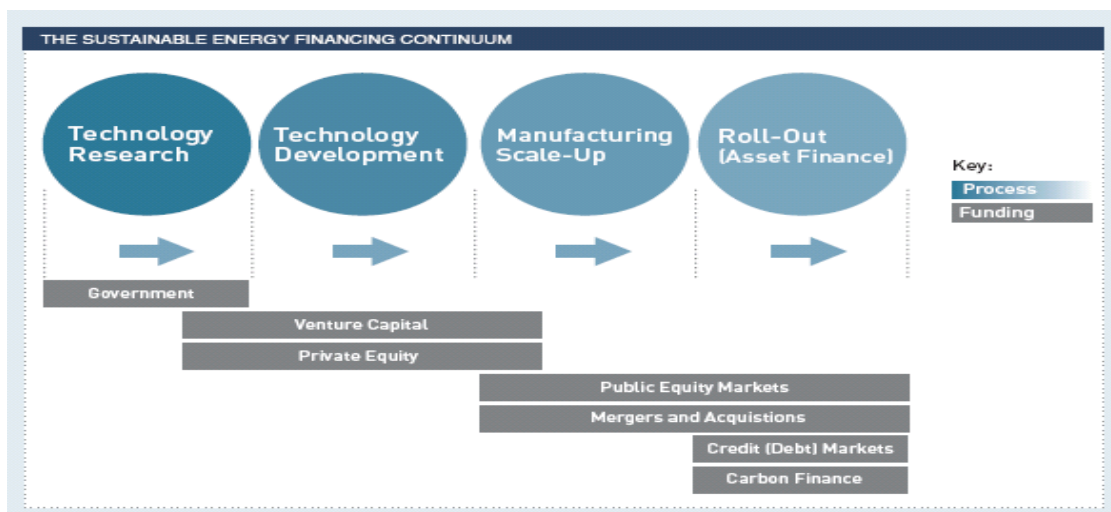 THE SUSTAINABLE ENERGY FINANCING CONTINUUM
Technology
Research
Technology
Development
Manufacturing
Scale-Up
Roll-Out
(Asset Finance)
Key:
Process
Funding
Government
Venture Capital
Private Equity
Public Equity Markets
Mergers and Acquistions
Credit (Debt) Markets
Carbon Finance